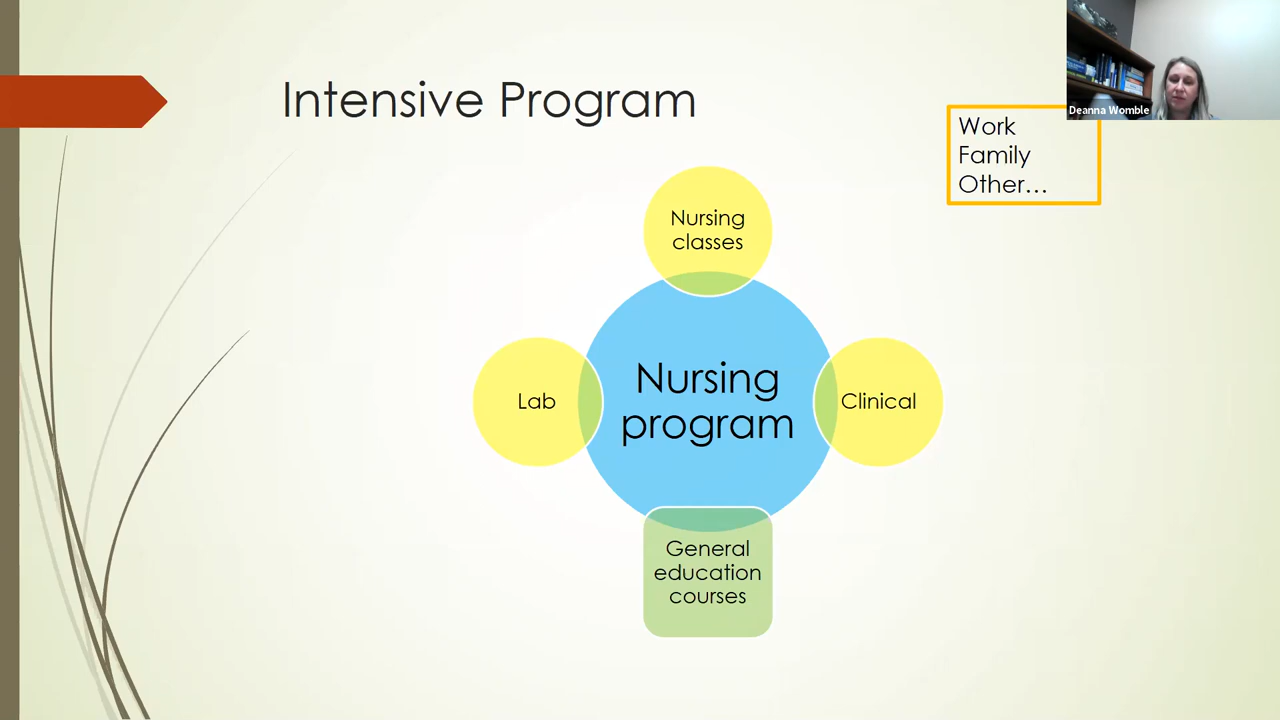 Intensive Program
Deanna Womble
Work
Family
Other...
Nursing
classes
Lab
Nursing
program
Clinical
General
education
courses